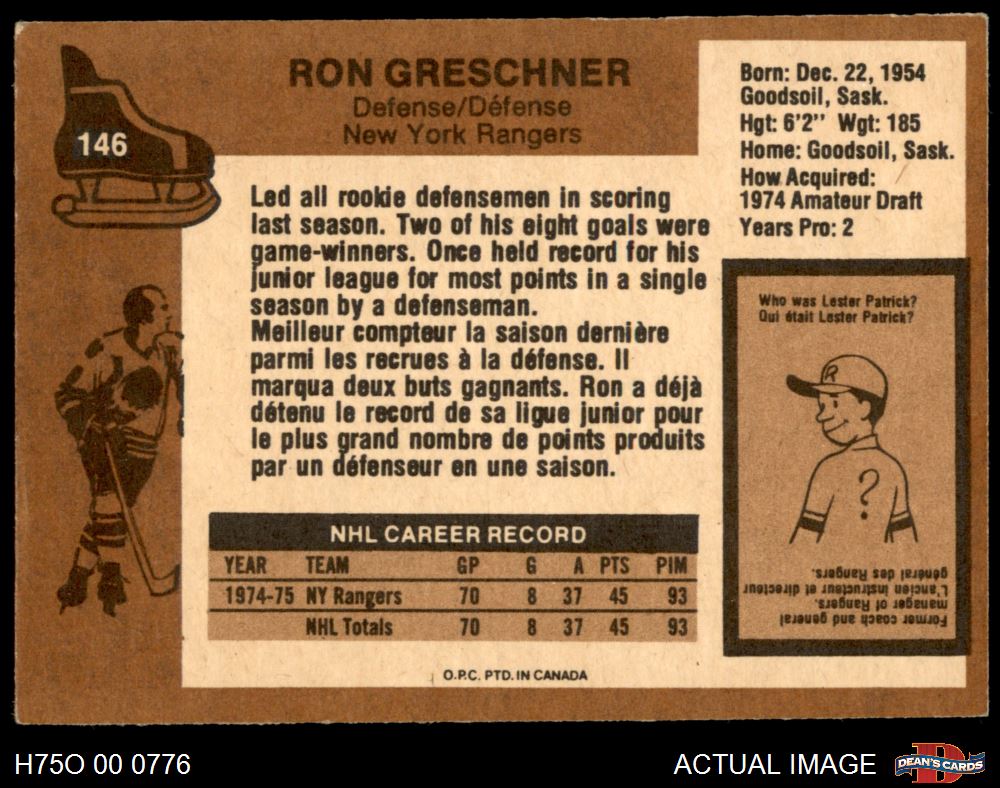 146
RON GRESCHNER
Defense/Défense
New York Rangers
Born: Dec. 22, 1954
Goodsoil, Sask.
Hgt: 6'2'' Wgt: 185
Home: Goodsoil, Sask.
How Acquired:
1974 Amateur Draft
Years Pro: 2
Led all rookie defensemen in scoring
last season. Two of his eight goals were
game-winners. Once held record for his
junior league for most points in a single
season by a defenseman.
Meilleur compteur la saison dernière
parmi les recrues à la défense. Il
marqua deux buts gagnants. Ron a déjà
détenu le record de sa ligue junior pour
le plus grand nombre de points produits
par un défenseur en une saison.
Who was Lester Patrick?
Qui était Lester Patrick?
R
?
Former coach and general
manager of Rangers.
L'ancien instructeur et directeur
général des Rangers.
NHL CAREER RECORD
YEAR TEAM GP G A PTS PIM
1974-75 NY Rangers 70 8 37 45 93
NHL Totals 70 8 37 45 93
O.P.C. PTD. IN CANADA
H75O 00 0776
ACTUAL IMAGE
D
DEAN'S CARDS